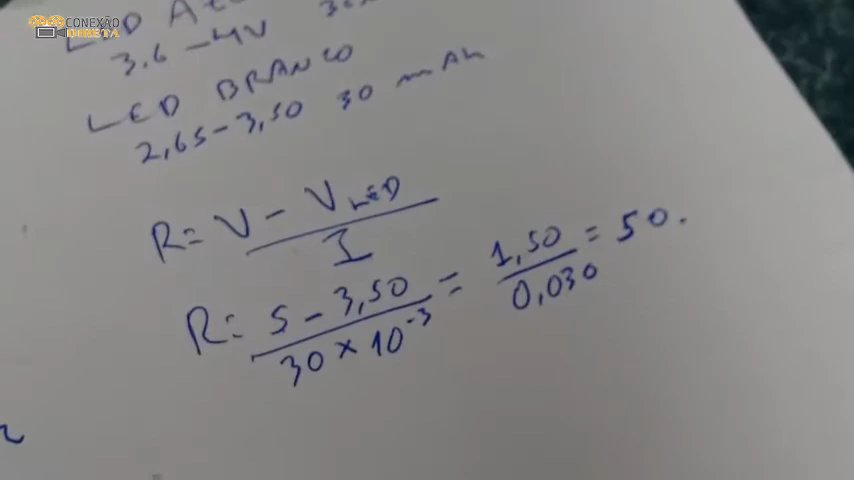 CONEXÃO
DIRETA
LED
3.6 - 4V
LED BRANCO
2,65 - 3,50 30 mAh
R = V - VLED / I
R = 5 - 3,50 / 30 × 10⁻³ = 1,50 / 0,030 = 50.